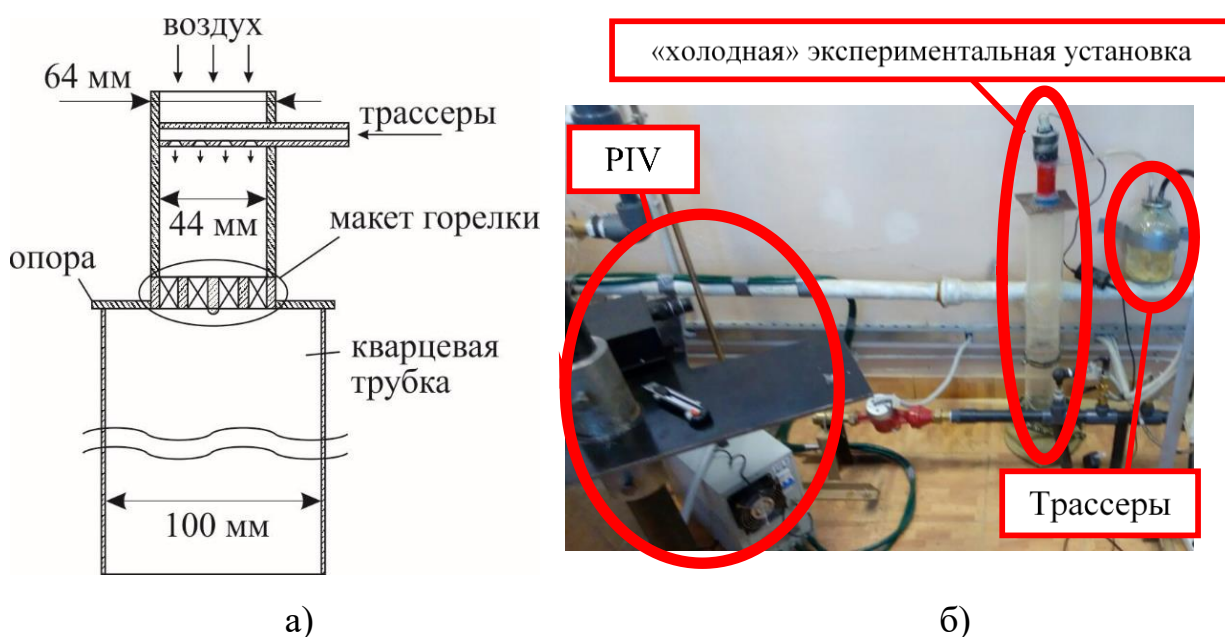 воздух
64 мм
трассеры
44 мм
макет горелки
опора
кварцевая
трубка
100 мм
а)
«холодная» экспериментальная установка
PIV
Трассеры
б)